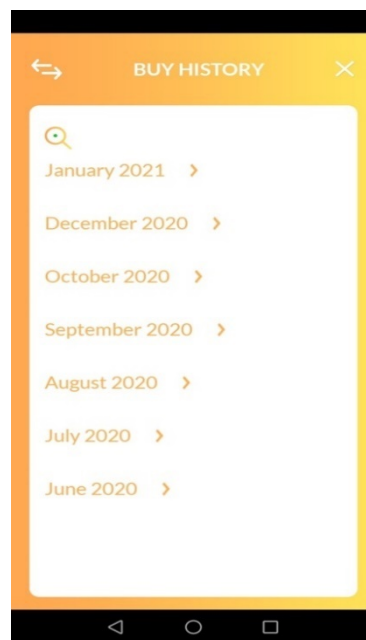 BUY HISTORY
January 2021
December 2020
October 2020
September 2020
August 2020
July 2020
June 2020